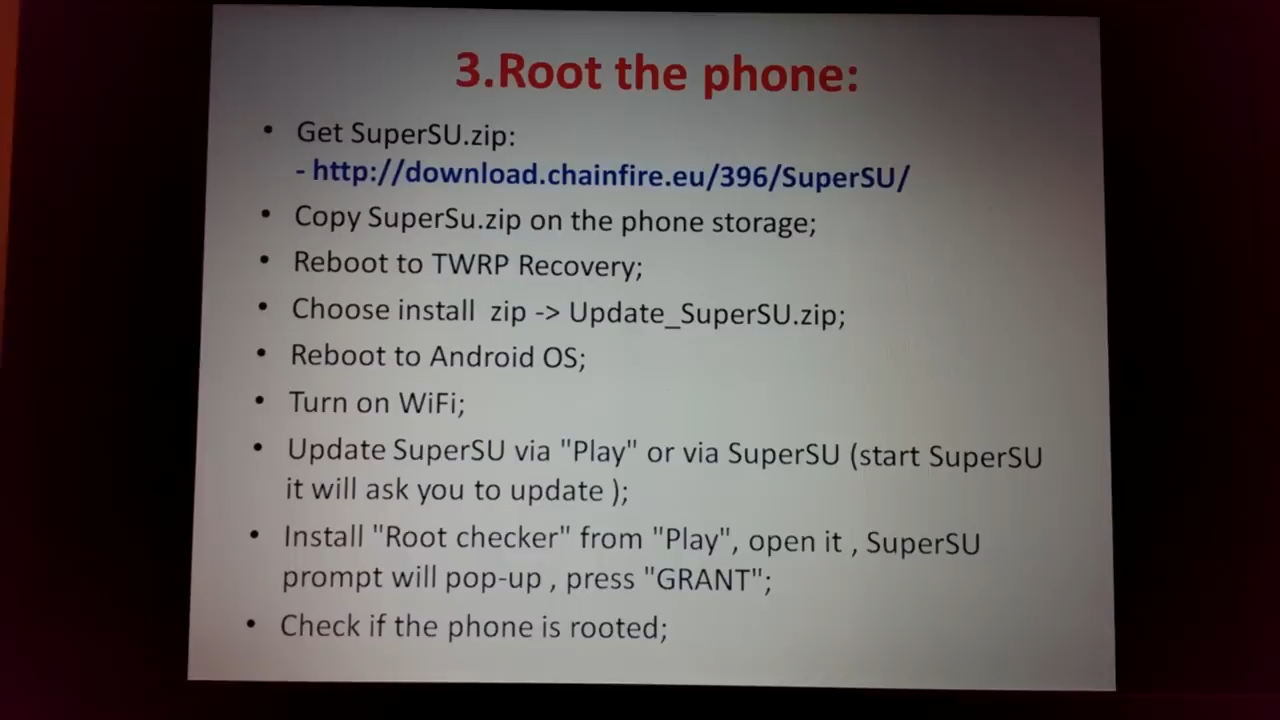 3.Root the phone:
• Get SuperSU.zip:
- http://download.chainfire.eu/396/SuperSU/
• Copy SuperSu.zip on the phone storage;
• Reboot to TWRP Recovery;
• Choose install  zip -> Update_SuperSU.zip;
• Reboot to Android OS;
• Turn on WiFi;
• Update SuperSU via "Play" or via SuperSU (start SuperSU
it will ask you to update );
• Install "Root checker" from "Play", open it , SuperSU
prompt will pop-up , press "GRANT";
• Check if the phone is rooted;